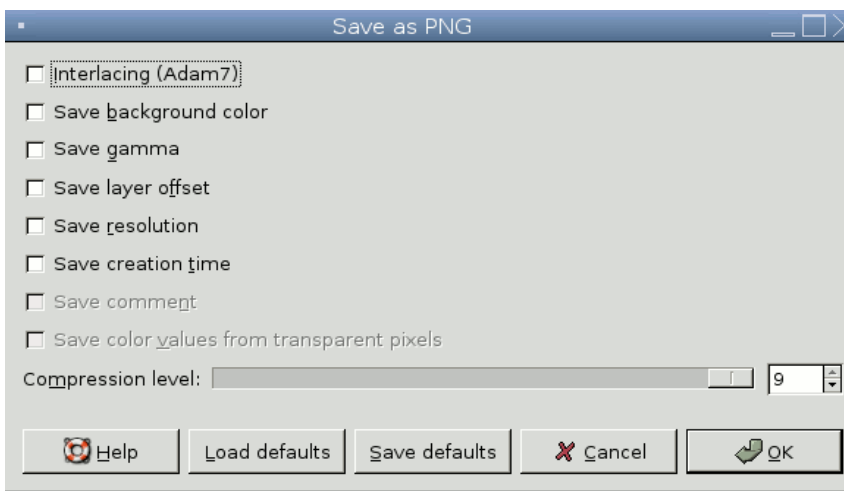 Save as PNG
Interlacing (Adam7)
Save background color
Save gamma
Save layer offset
Save resolution
Save creation time
Save comment
Save color values from transparent pixels
Compression level: 9
Help Load defaults Save defaults Cancel OK